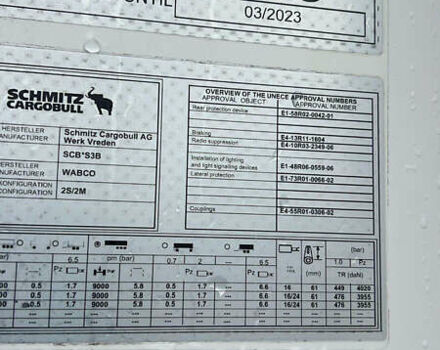 UNTIL
03/2023
SCHMITZ
CARGOBULL
HERSTELLER
MANUFACTURER
Schmitz Cargobull AG
Werk Vreden
SCB*S3B
HERSTELLER
MANUFACTURER
WABCO
KONFIGURATION
CONFIGURATION
2S/2M
OVERVIEW OF THE UNECE APPROVAL NUMBERS
APPROVAL OBJECT APPROVAL NUMBER
Rear protection device E1-58R02-0042-01
Braking E4-13R11-1604
Radio suppression E4-10R03-2349-06
Installation of lighting
and light signalling devices E1-48R06-0559-06
Lateral protection E1-73R01-0066-02
Couplings E4-55R01-0306-02
(bar) 6.5 pm (bar) 0.7 2 --- 6.5 (mm) (bar) 1.0 Pz
Pz Pz Pz TR (daN)
000 --- 0.5 1.7 9000 5.8 0.5 1.7 --- 6.6 16 61 449 4020
000 --- 0.5 1.7 9000 5.8 0.5 1.7 --- 6.6 16/24 61 476 3955
000 --- 0.5 1.7 9000 5.8 0.5 1.7 --- 6.6 16/24 61 476 3955